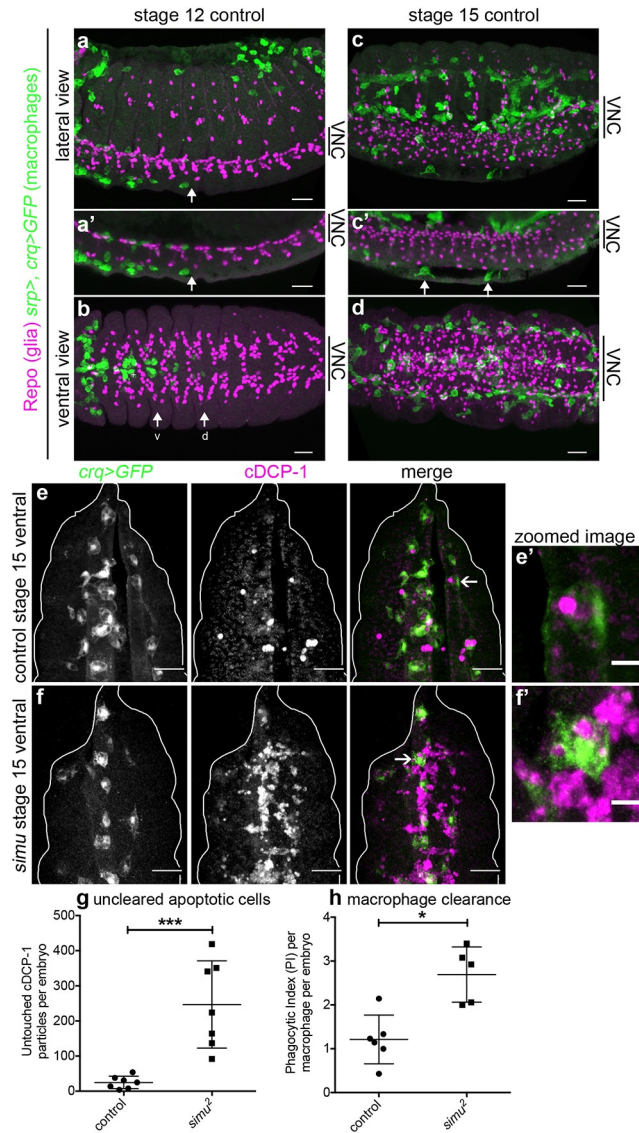 stage 12 control
stage 15 control
Repo (glia) srp>, crq>GFP (macrophages)
lateral view
ventral view
a
VNC
c
VNC
a'
VNC
c'
VNC
b
v
d
VNC
d
VNC
crq>GFP
cDCP-1
merge
zoomed image
control stage 15 ventral
e
e'
simu stage 15 ventral
f
f'
g uncleared apoptotic cells
***
Untouched cDCP-1
particles per embryo
500
400
300
200
100
0
control
simu²
h macrophage clearance
*
Phagocytic Index (PI) per
macrophage per embryo
4
3
2
1
0
control
simu²